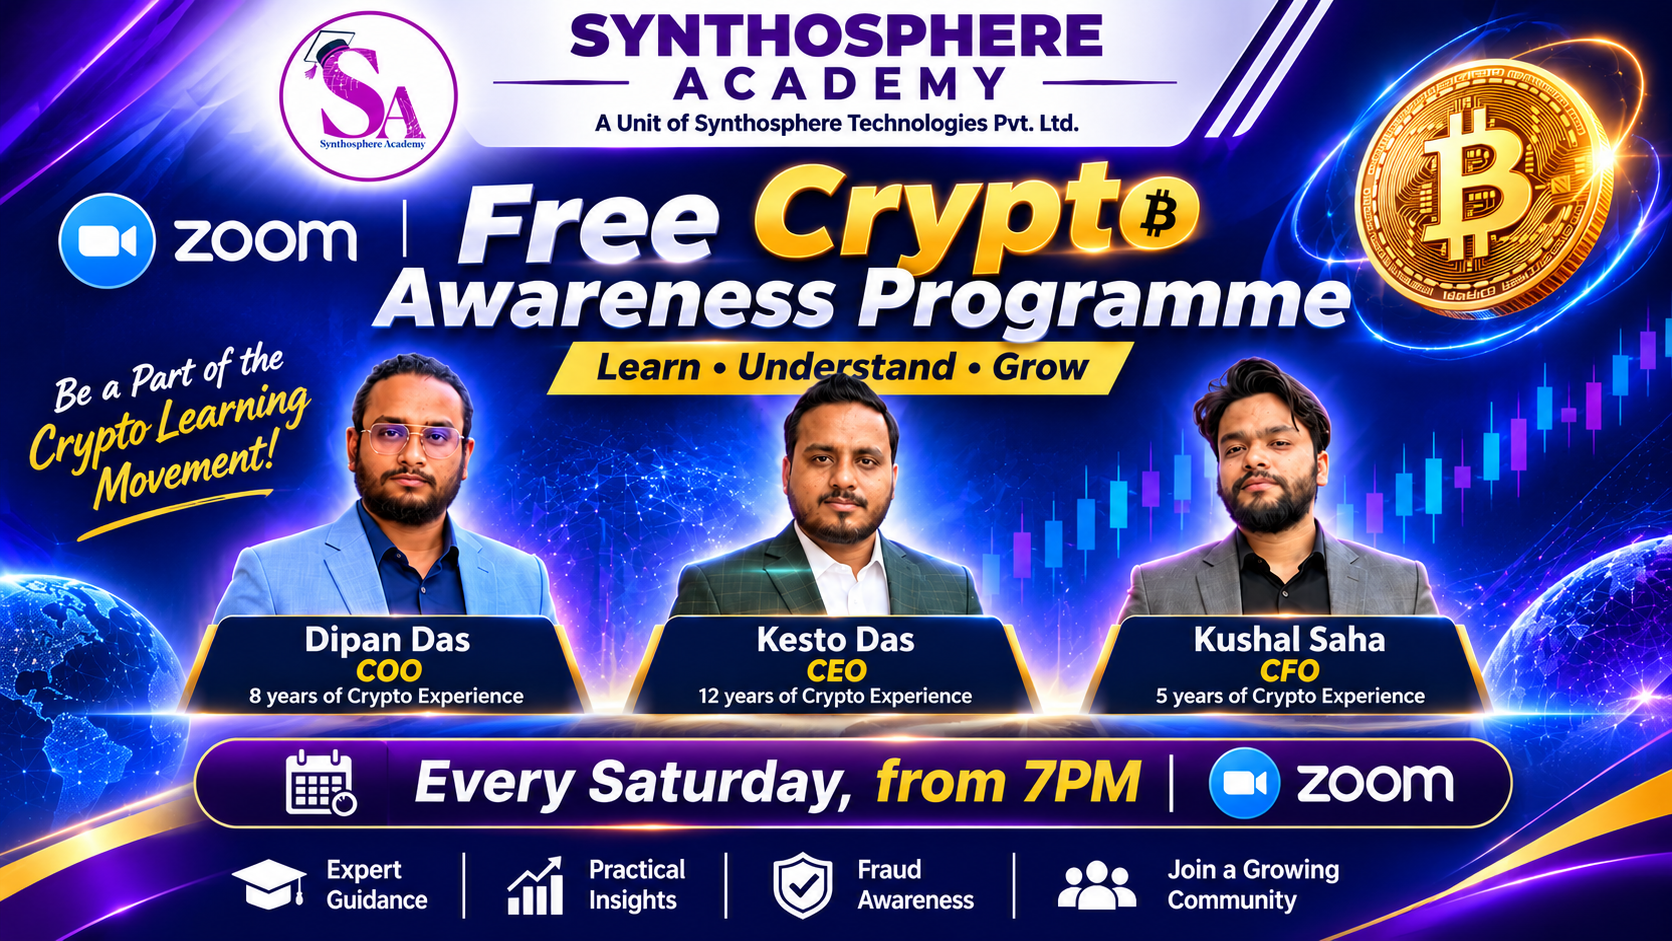 SYNTHOSPHERE
ACADEMY
A Unit of Synthosphere Technologies Pvt. Ltd.
SA
Synthosphere Academy
zoom
Free Crypto
Awareness Programme
Learn • Understand • Grow
Be a Part of the
Crypto Learning
Movement!
Dipan Das
COO
8 years of Crypto Experience
Kesto Das
CEO
12 years of Crypto Experience
Kushal Saha
CFO
5 years of Crypto Experience
Every Saturday, from 7PM
zoom
Expert
Guidance
Practical
Insights
Fraud
Awareness
Join a Growing
Community